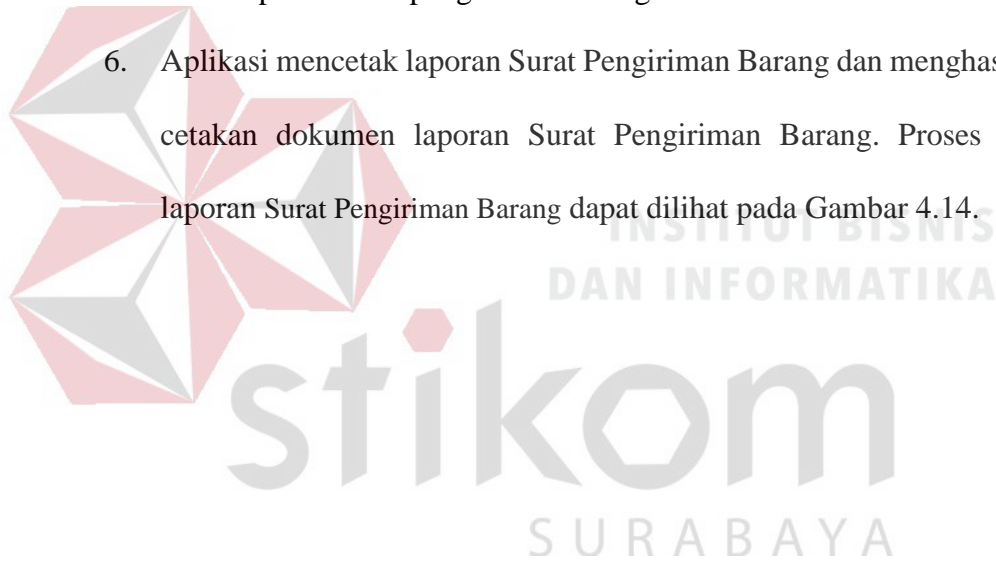 6. Aplikasi mencetak laporan Surat Pengiriman Barang dan menghas
cetakan dokumen laporan Surat Pengiriman Barang. Proses
laporan Surat Pengiriman Barang dapat dilihat pada Gambar 4.14.
INSTITUT BISNIS
DAN INFORMATIKA
stikom
SURABAYA